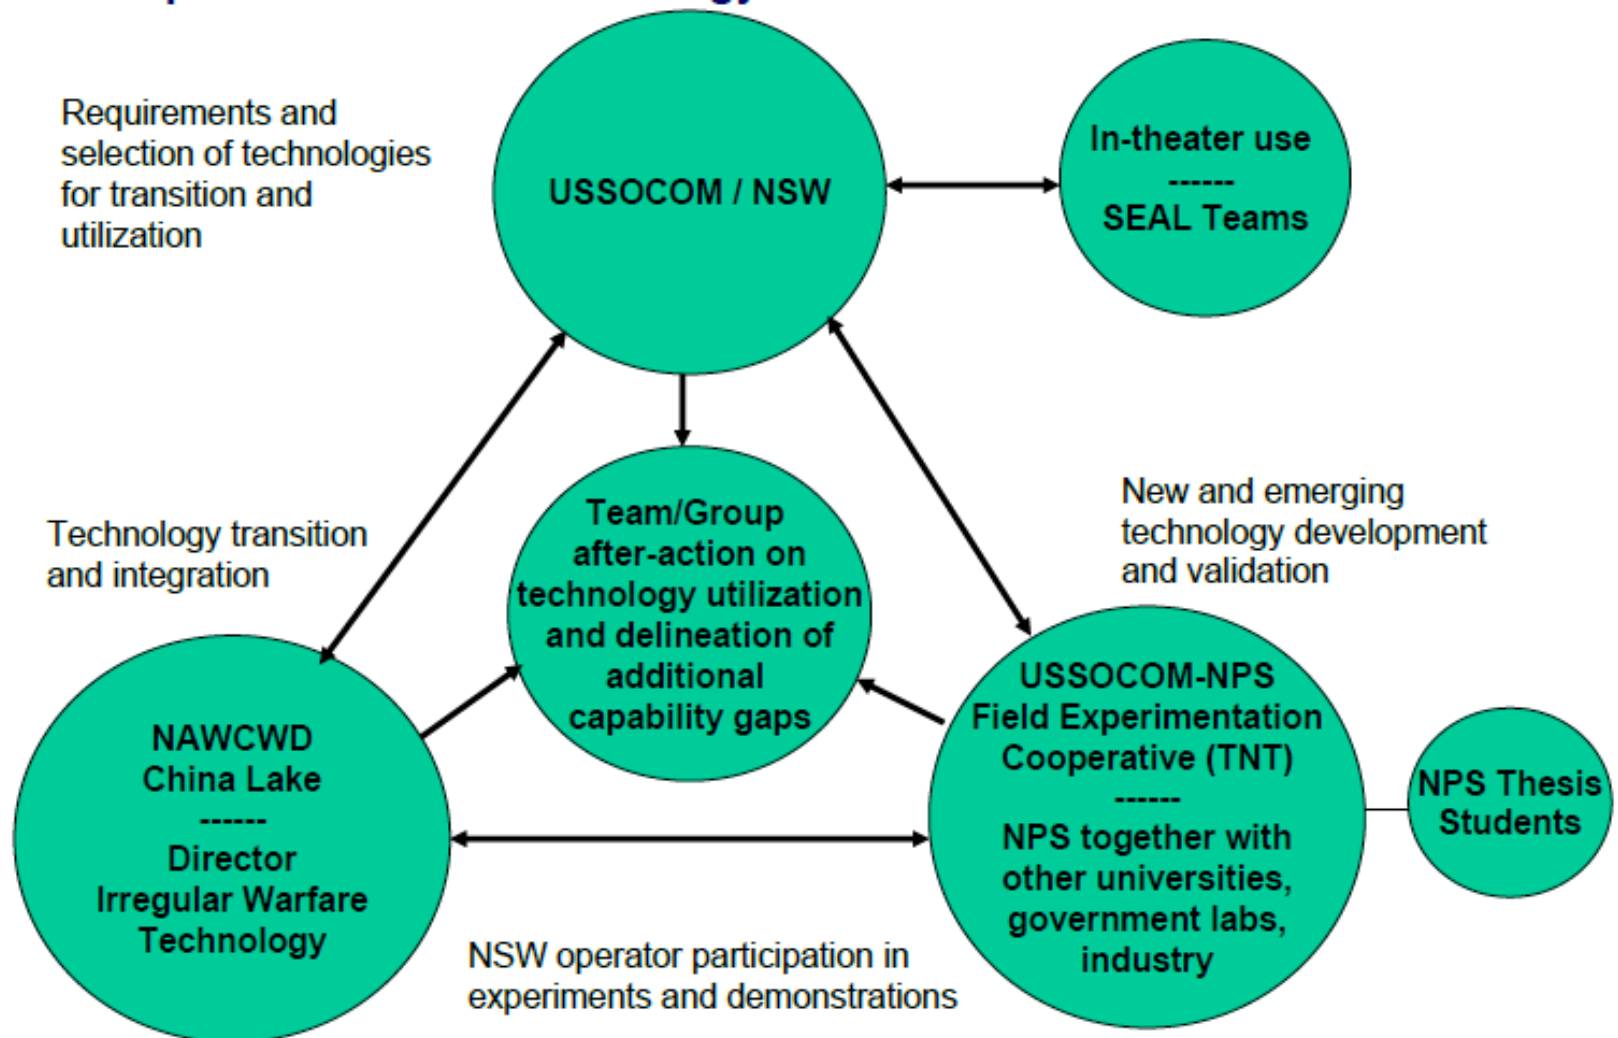 Requirements and
selection of technologies
for transition and
utilization
USSOCOM / NSW
In-theater use
------
SEAL Teams
Technology transition
and integration
Team/Group
after-action on
technology utilization
and delineation of
additional
capability gaps
New and emerging
technology development
and validation
NAWCWD
China Lake
------
Director
Irregular Warfare
Technology
USSOCOM-NPS
Field Experimentation
Cooperative (TNT)
------
NPS together with
other universities,
government labs,
industry
NPS Thesis
Students
NSW operator participation in
experiments and demonstrations